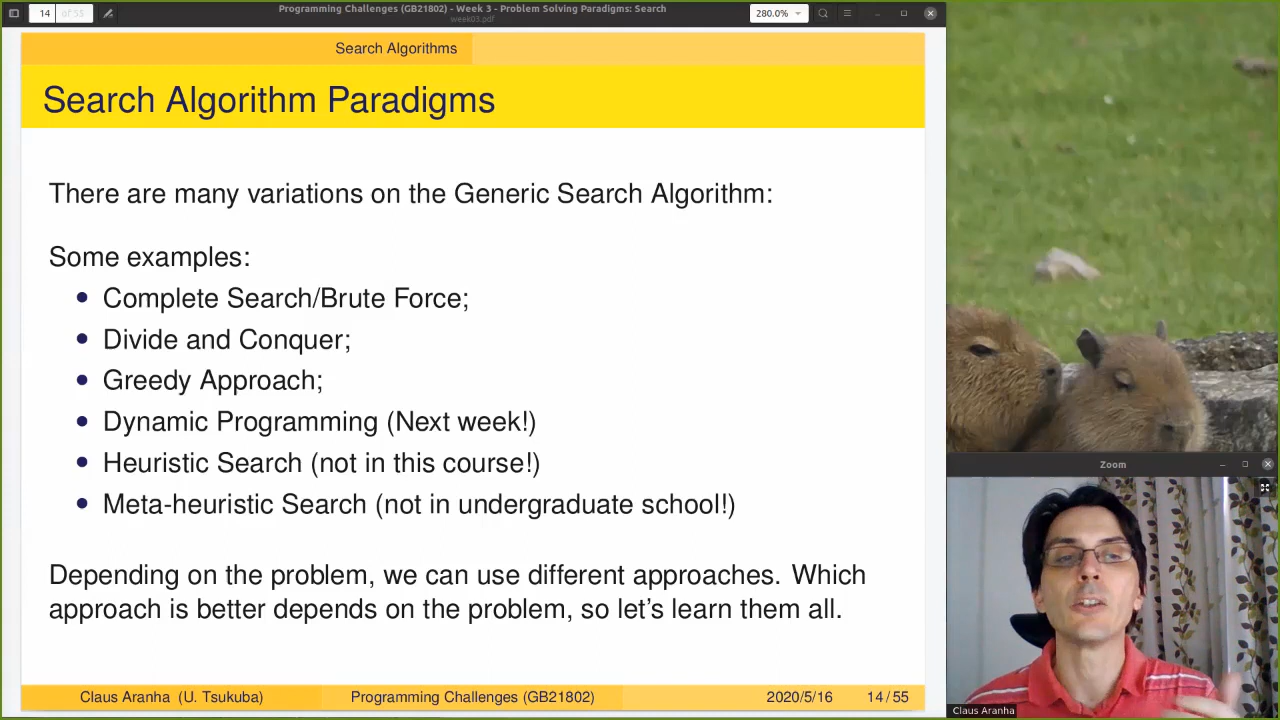 14 of 55
Programming Challenges (GB21802) - Week 3 - Problem Solving Paradigms: Search
week03.pdf
280.0%
Search Algorithms
Search Algorithm Paradigms
There are many variations on the Generic Search Algorithm:
Some examples:
Complete Search/Brute Force;
Divide and Conquer;
Greedy Approach;
Dynamic Programming (Next week!)
Heuristic Search (not in this course!)
Meta-heuristic Search (not in undergraduate school!)
Depending on the problem, we can use different approaches. Which
approach is better depends on the problem, so let's learn them all.
Claus Aranha (U. Tsukuba)
Programming Challenges (GB21802)
2020/5/16
14 / 55
Zoom
Claus Aranha